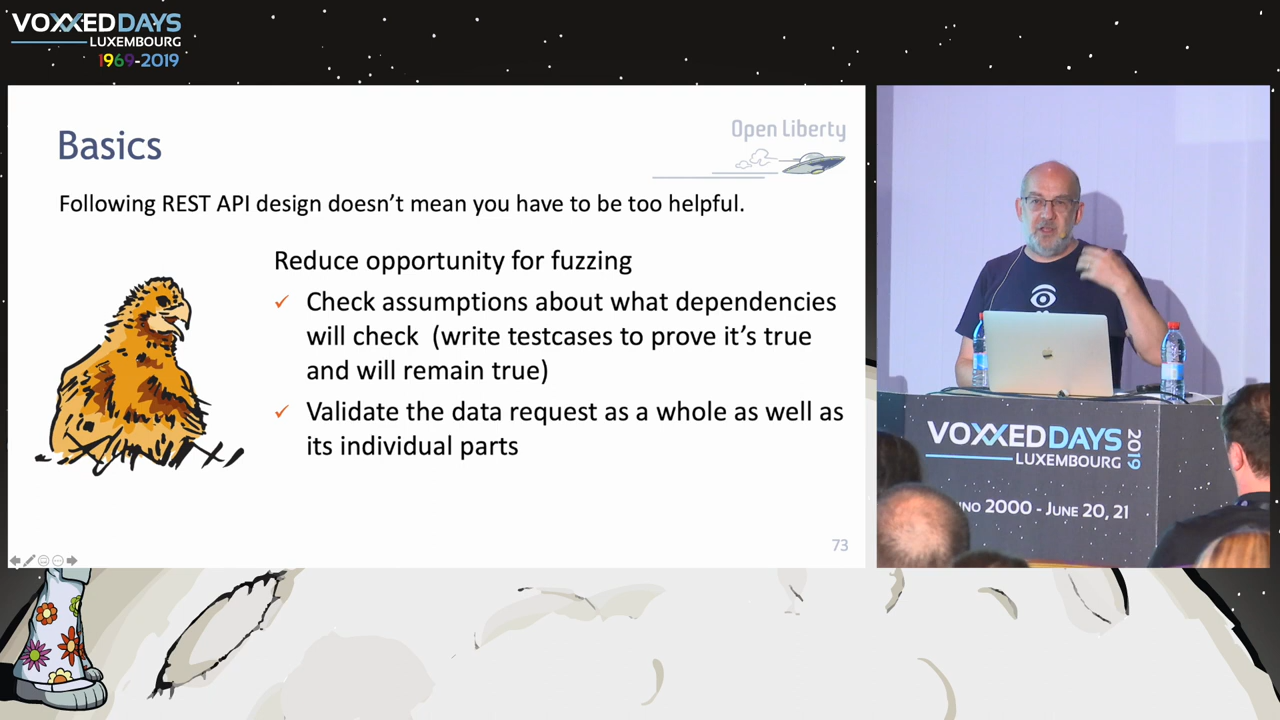 VOXXEDDAYS
LUXEMBOURG
1969-2019
Basics
Open Liberty
Following REST API design doesn't mean you have to be too helpful.
Reduce opportunity for fuzzing
✓ Check assumptions about what dependencies
will check (write testcases to prove it's true
and will remain true)
✓ Validate the data request as a whole as well as
its individual parts
73
VOXXEDDAYS
2019
LUXEMBOURG
2000 - JUNE 20, 21